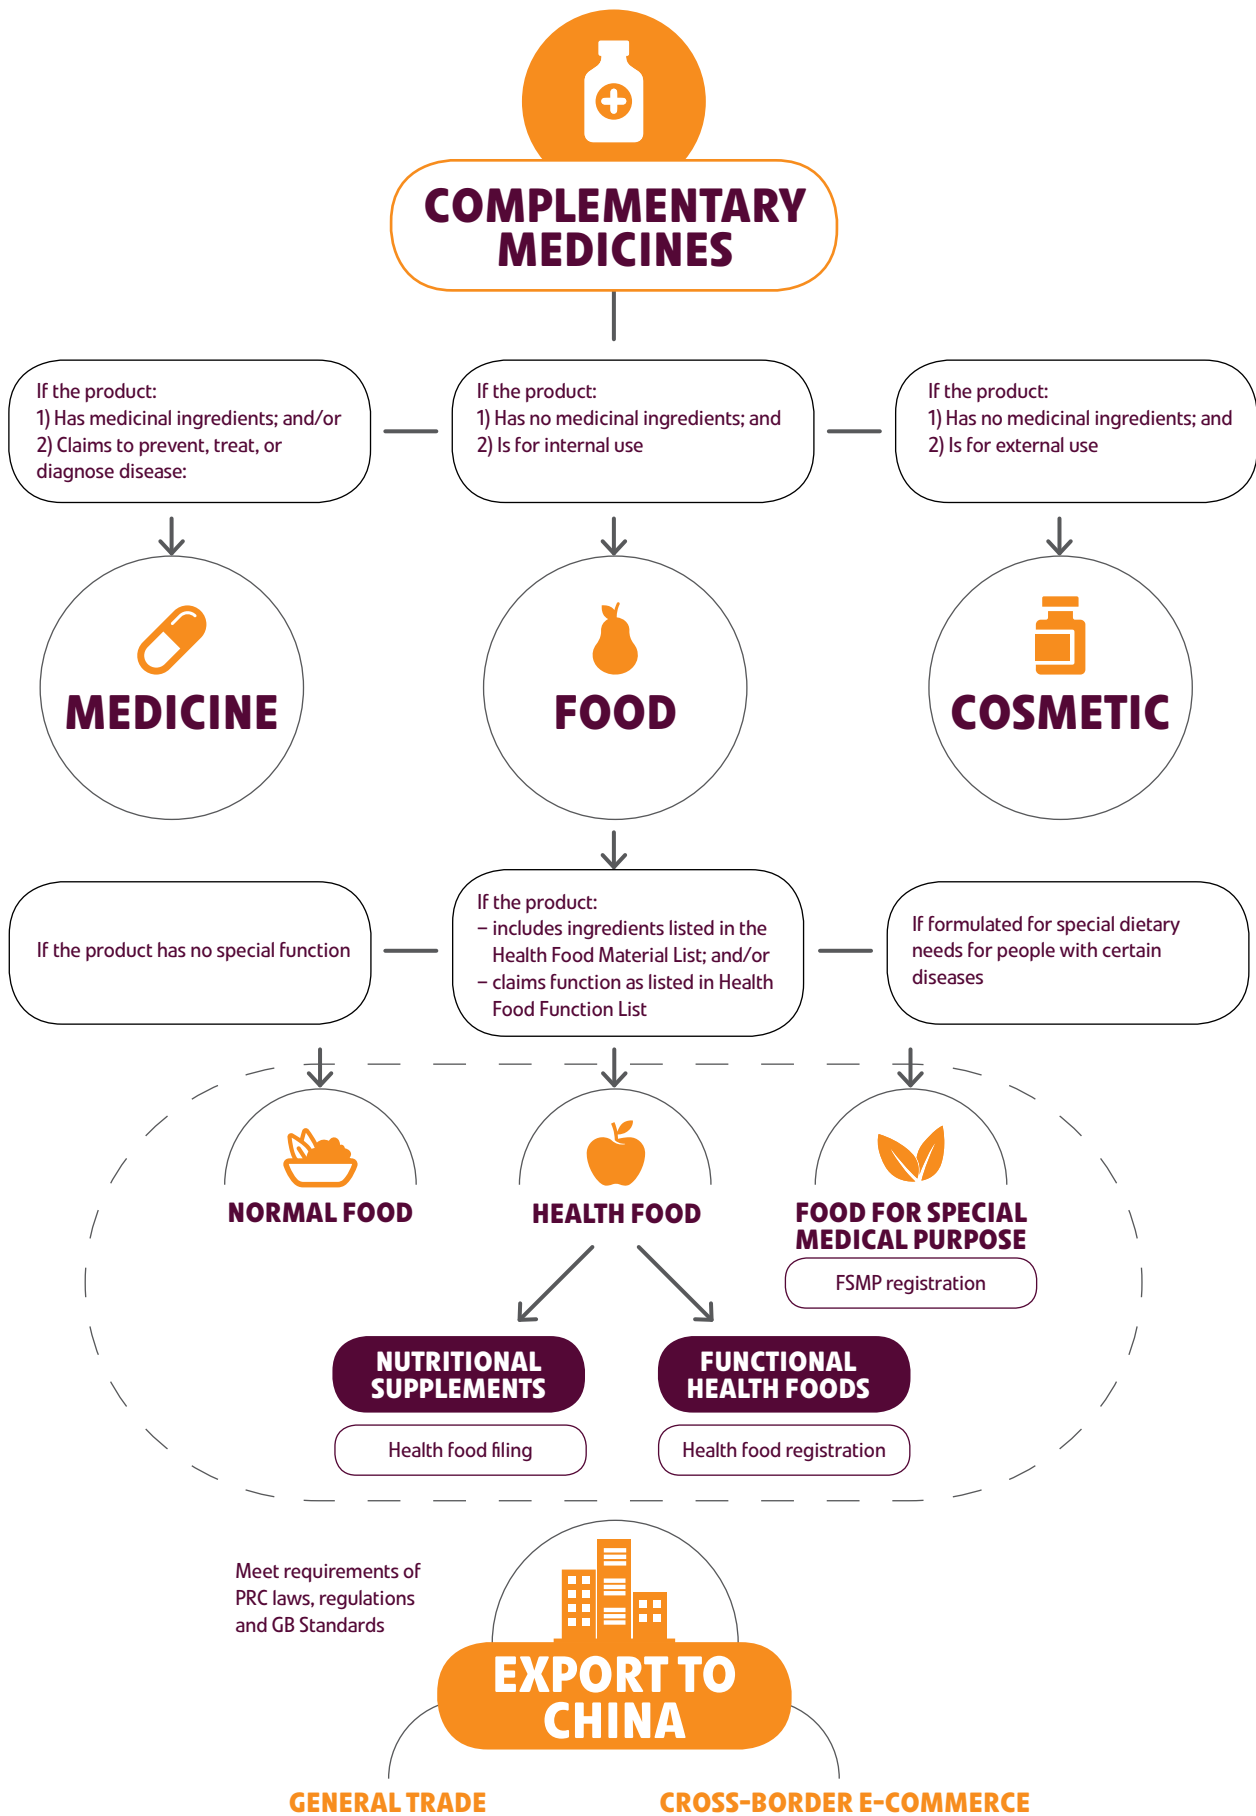 COMPLEMENTARY
MEDICINES
If the product:
1) Has medicinal ingredients; and/or
2) Claims to prevent, treat, or
diagnose disease:
If the product:
1) Has no medicinal ingredients; and
2) Is for internal use
If the product:
1) Has no medicinal ingredients; and
2) Is for external use
MEDICINE
FOOD
COSMETIC
If the product has no special function
If the product:
– includes ingredients listed in the
Health Food Material List; and/or
– claims function as listed in Health
Food Function List
If formulated for special dietary
needs for people with certain
diseases
NORMAL FOOD
HEALTH FOOD
FOOD FOR SPECIAL
MEDICAL PURPOSE
FSMP registration
NUTRITIONAL
SUPPLEMENTS
Health food filing
FUNCTIONAL
HEALTH FOODS
Health food registration
Meet requirements of
PRC laws, regulations
and GB Standards
EXPORT TO
CHINA
GENERAL TRADE
CROSS-BORDER E-COMMERCE